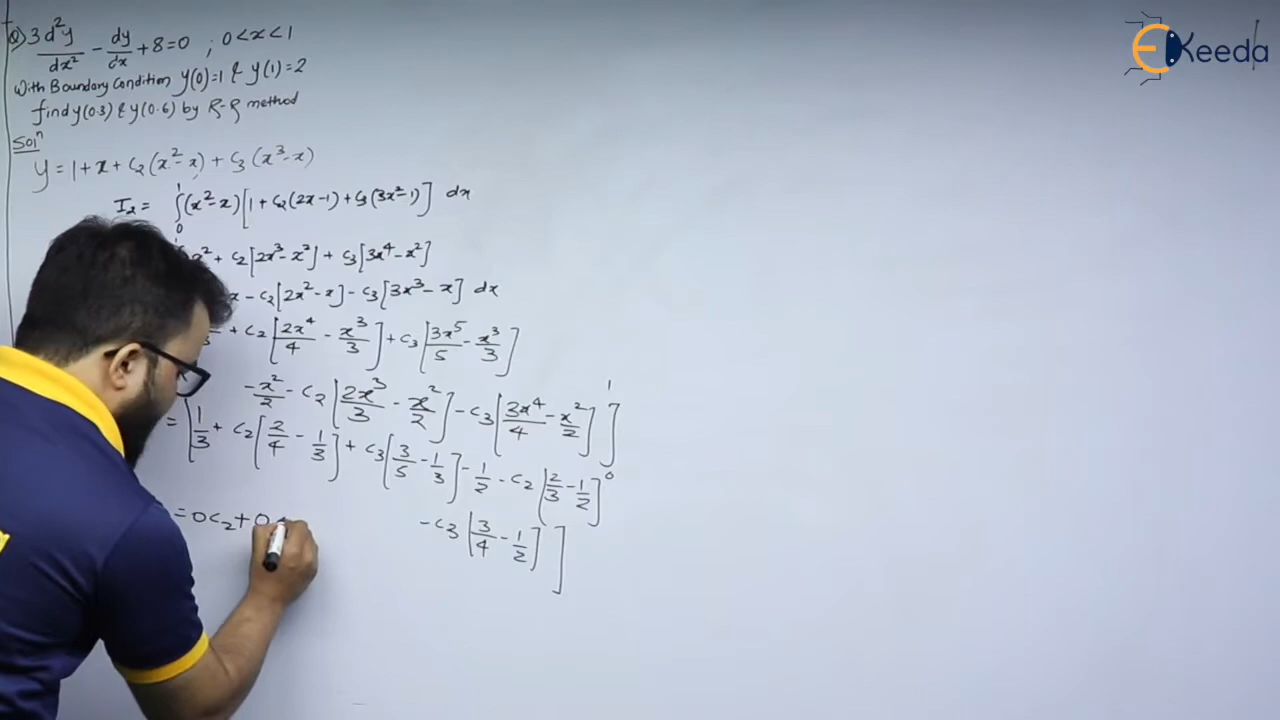 Q) 3 d²y/dx² - dy/dx + 8 = 0 ; 0 < x < 1
With Boundary Condition y(0)=1 & y(1)=2
find y(0.3) & y(0.6) by R-R method
Solⁿ
y = 1 + x + c₂(x² - x) + c₃(x³ - x)
I₂ = ∫₀¹ (x² - x)[1 + c₂(2x-1) + c₃(3x²-1)] dx
x² + c₂[2x³ - x²] + c₃[3x⁴ - x²]
x - c₂[2x² - x] - c₃[3x³ - x] dx
+ c₂[2x⁴/4 - x³/3] + c₃[3x⁵/5 - x³/3]
- x²/2 - c₂[2x³/3 - x²/2] - c₃[3x⁴/4 - x²/2]]₀¹
= [1/3 + c₂[2/4 - 1/3] + c₃[3/5 - 1/3] - 1/2 - c₂[2/3 - 1/2]
- c₃[3/4 - 1/2]]
= 0c₂ + 0
EKeeda